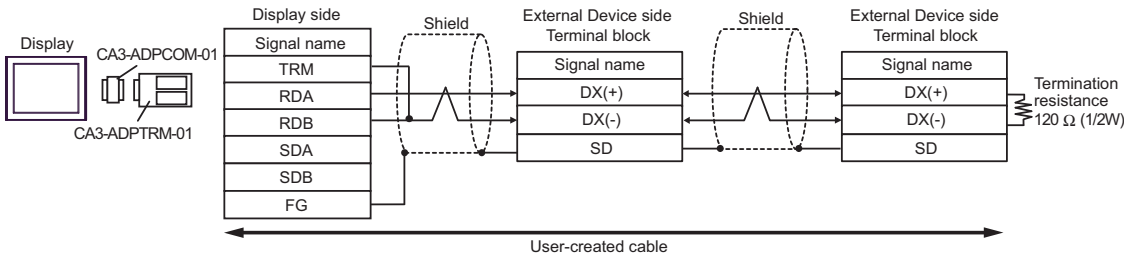 Display
CA3-ADPCOM-01
CA3-ADPTRM-01
Display side
Signal name
TRM
RDA
RDB
SDA
SDB
FG
Shield
External Device side
Terminal block
Signal name
DX(+)
DX(-)
SD
Shield
External Device side
Terminal block
Signal name
DX(+)
DX(-)
SD
Termination
resistance
120 Ω (1/2W)
User-created cable